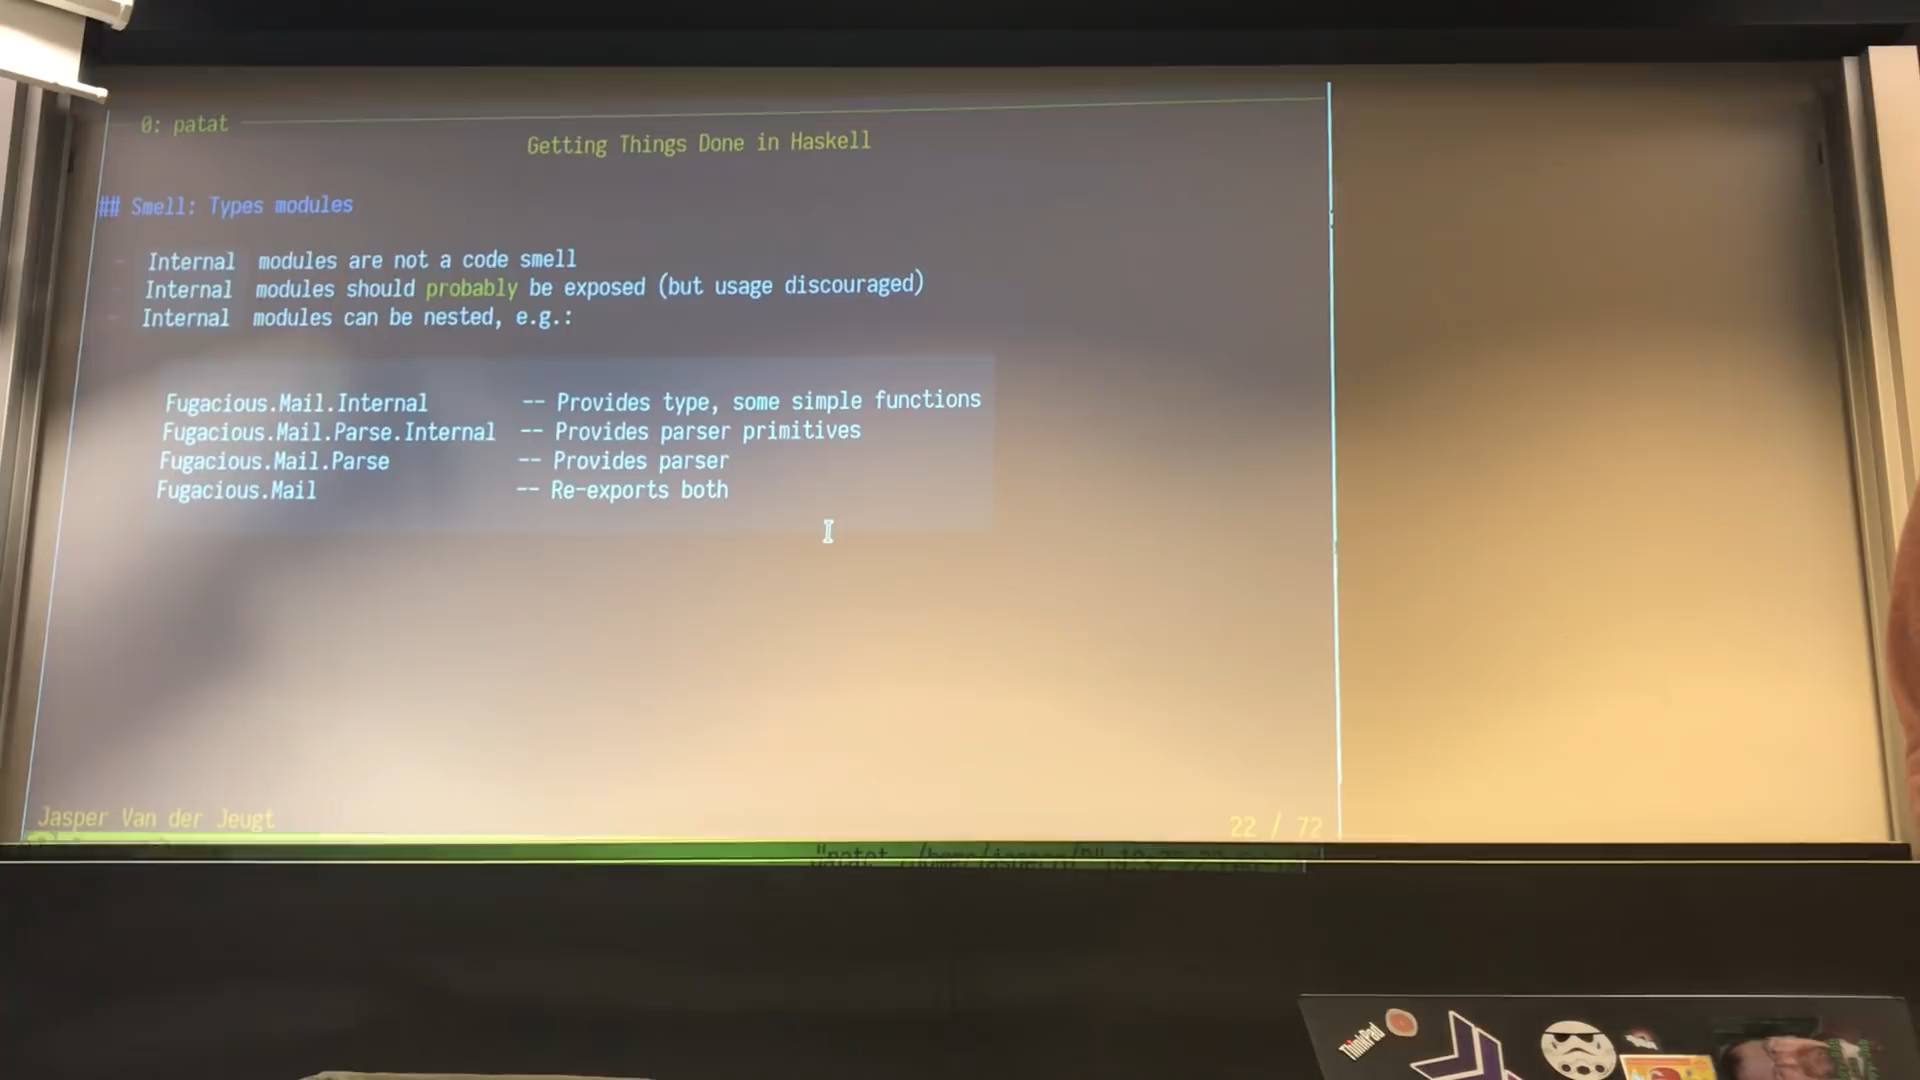 0: patat
Getting Things Done in Haskell
## Smell: Types modules
- Internal modules are not a code smell
- Internal modules should probably be exposed (but usage discouraged)
- Internal modules can be nested, e.g.:
Fugacious.Mail.Internal -- Provides type, some simple functions
Fugacious.Mail.Parse.Internal -- Provides parser primitives
Fugacious.Mail.Parse -- Provides parser
Fugacious.Mail -- Re-exports both
Jasper Van der Jeugt 22 / 72
ThinkPad